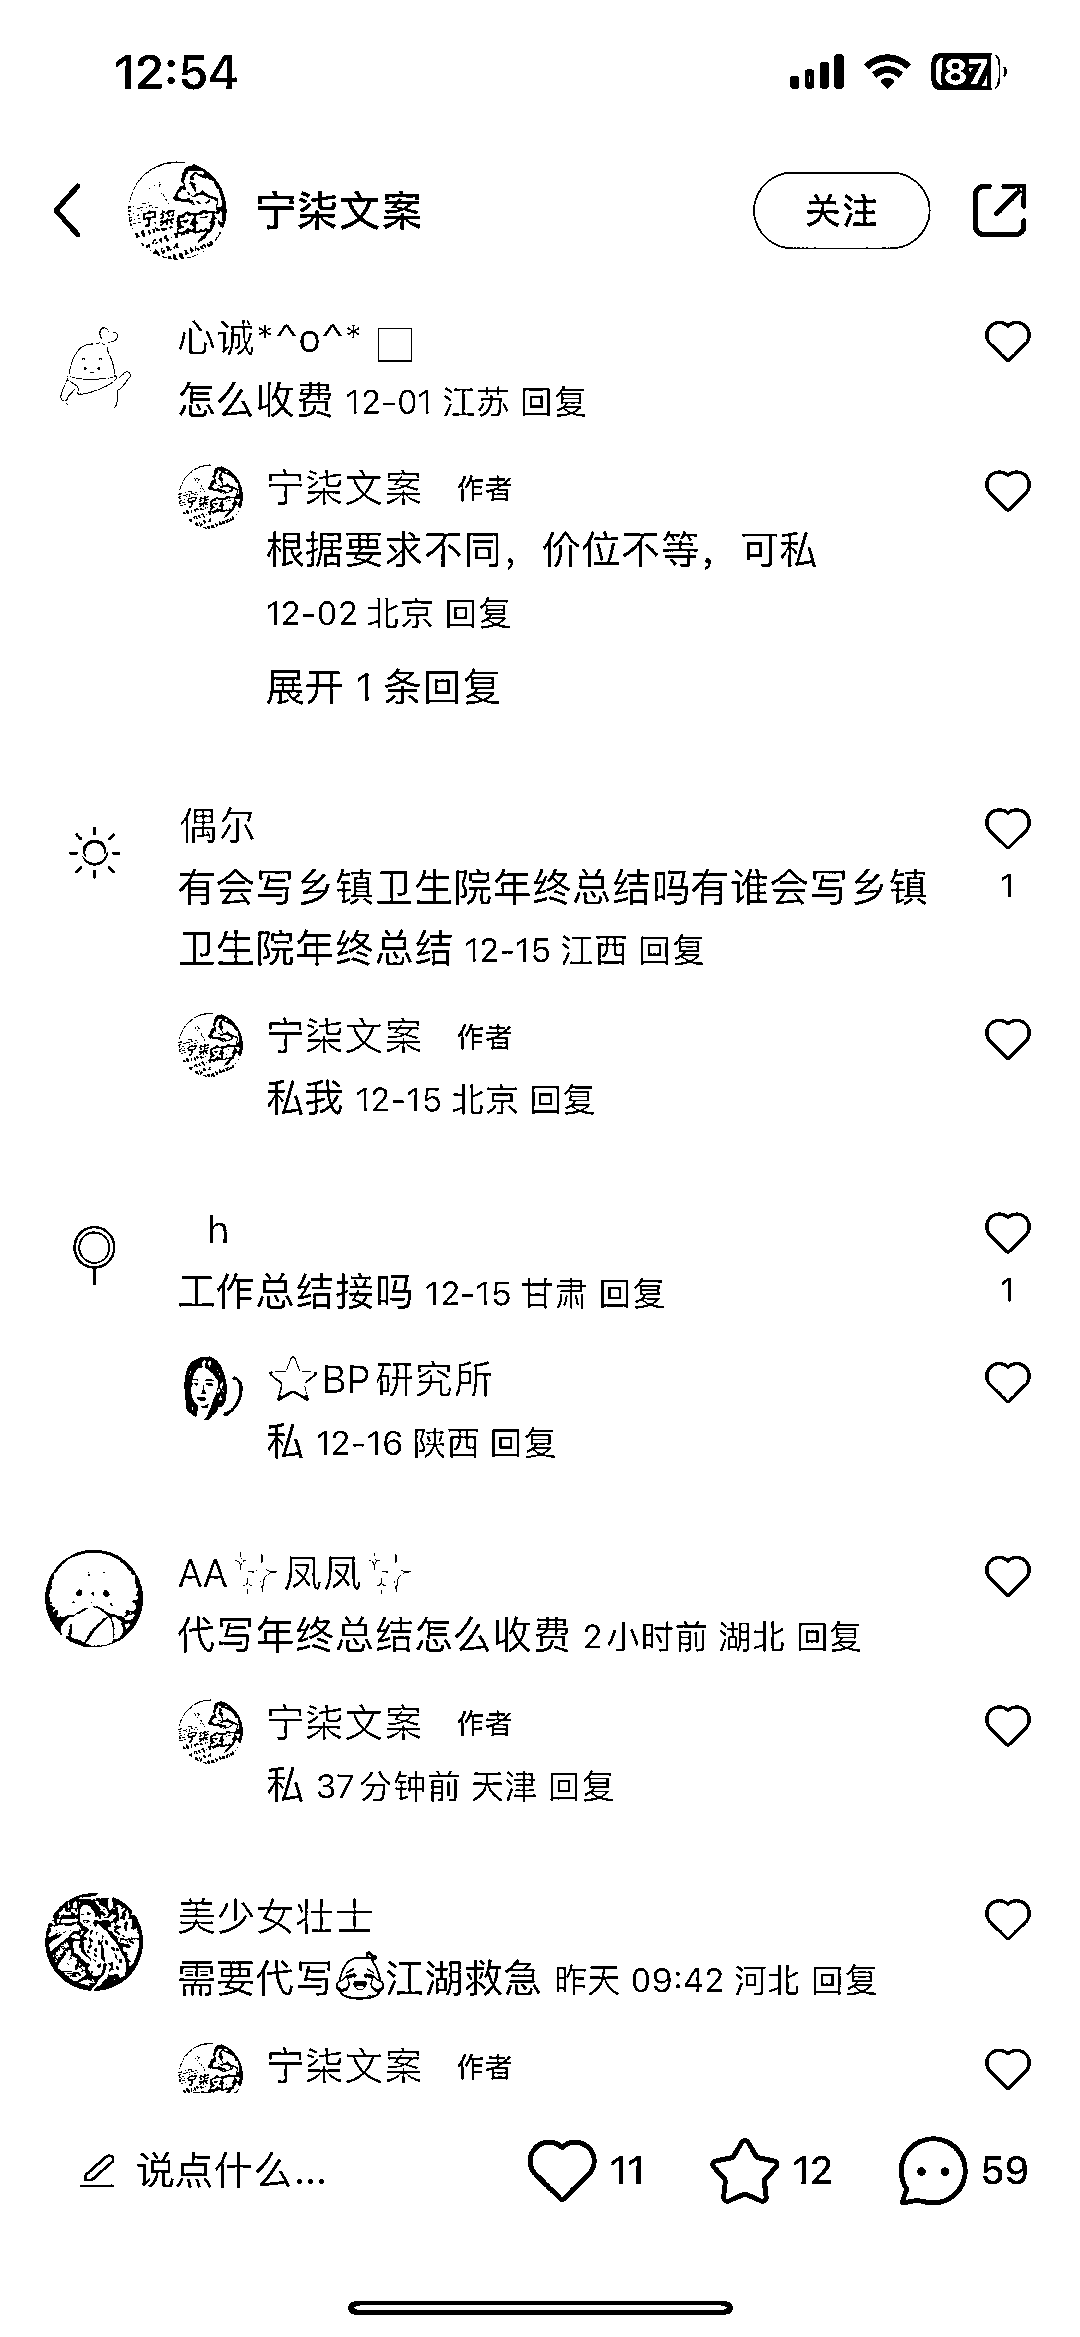 12:54
87
宁柒文案
关注
心诚*^o^*
怎么收费 12-01 江苏 回复
宁柒文案 作者
根据要求不同，价位不等，可私
12-02 北京 回复
展开 1 条回复
偶尔
有会写乡镇卫生院年终总结吗有谁会写乡镇
1
卫生院年终总结 12-15 江西 回复
宁柒文案 作者
私我 12-15 北京 回复
h
工作总结接吗 12-15 甘肃 回复
1
☆BP研究所
私 12-16 陕西 回复
AA✨凤凤✨
代写年终总结怎么收费 2小时前 湖北 回复
宁柒文案 作者
私 37分钟前 天津 回复
美少女壮士
需要代写😂江湖救急 昨天 09:42 河北 回复
宁柒文案 作者
说点什么...
11
12
59